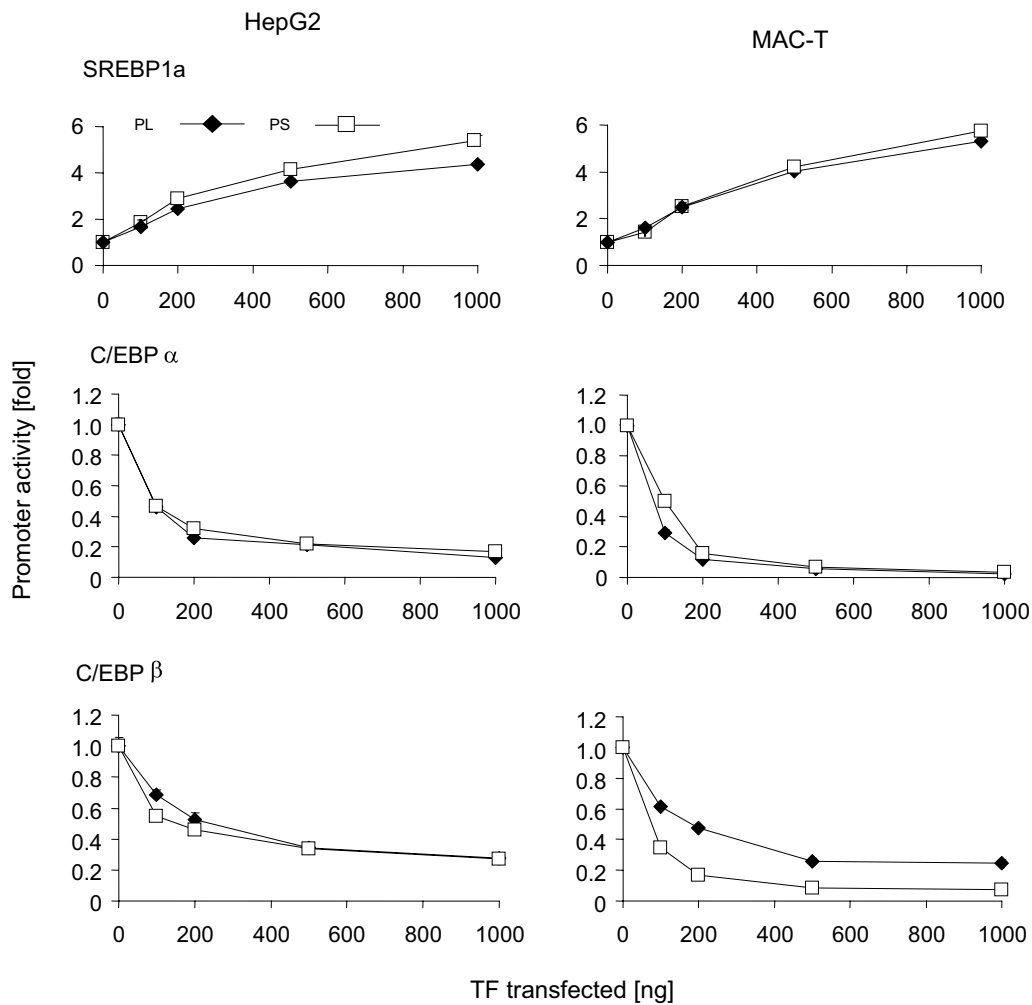 HepG2
MAC-T
SREBP1a
PL PS
6
4
2
0
0 200 400 600 800 1000
6
4
2
0
0 200 400 600 800 1000
C/EBP α
1.2
1.0
0.8
0.6
0.4
0.2
0
0 200 400 600 800 1000
1.2
1.0
0.8
0.6
0.4
0.2
0
0 200 400 600 800 1000
Promoter activity [fold]
C/EBP β
1.2
1.0
0.8
0.6
0.4
0.2
0
0 200 400 600 800 1000
1.2
1.0
0.8
0.6
0.4
0.2
0
0 200 400 600 800 1000
TF transfected [ng]